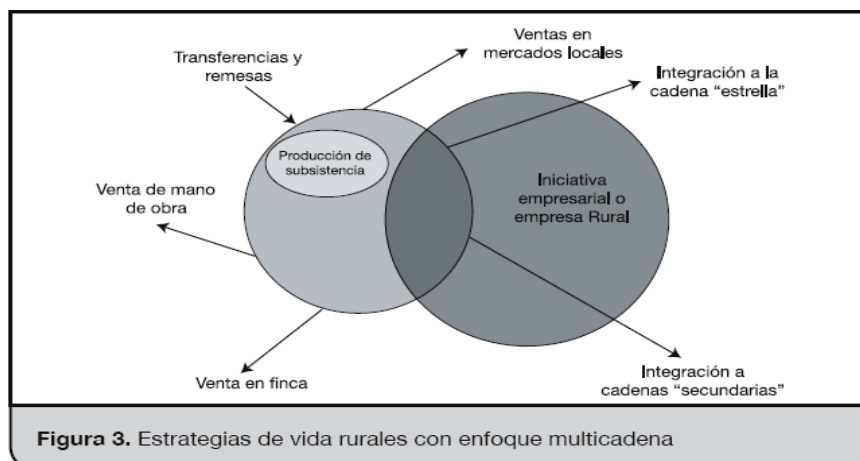 Ventas en
mercados locales
Transferencias y
remesas
Integración a la
cadena "estrella"
Producción de
subsistencia
Iniciativa
empresarial o
empresa Rural
Venta de mano
de obra
Venta en finca
Integración a
cadenas "secundarias"
Figura 3. Estrategias de vida rurales con enfoque multicadena